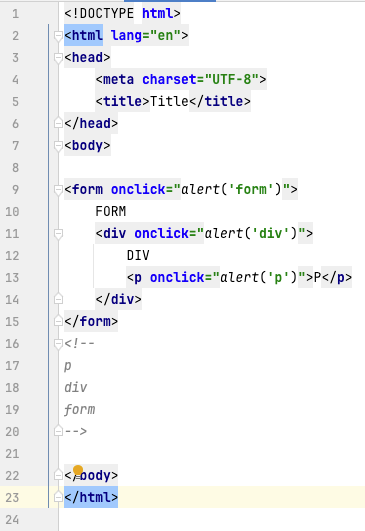 1 <!DOCTYPE html>
2 <html lang="en">
3 <head>
4     <meta charset="UTF-8">
5     <title>Title</title>
6 </head>
7 <body>
8
9 <form onclick="alert('form')">
10     FORM
11     <div onclick="alert('div')">
12         DIV
13         <p onclick="alert('p')">P</p>
14     </div>
15 </form>
16 <!--
17 p
18 div
19 form
20 -->
21
22 </body>
23 </html>
24